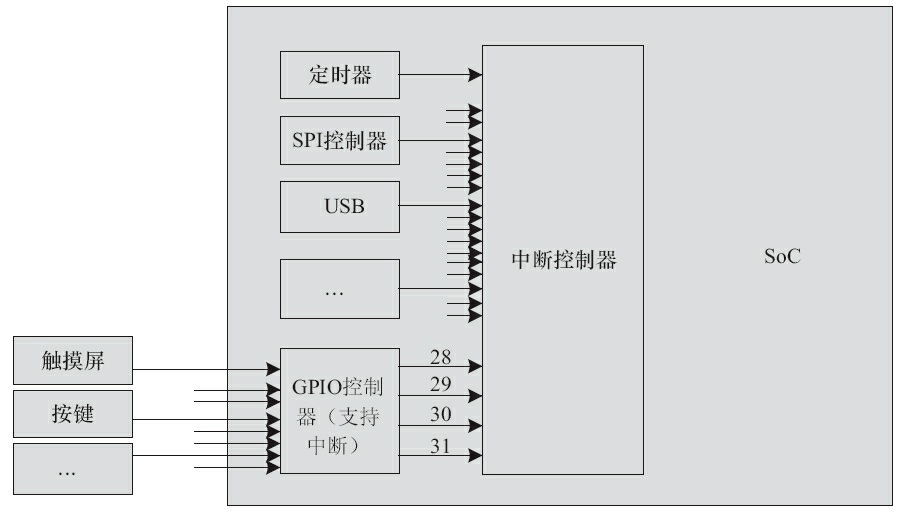 定时器
SPI控制器
USB
…
中断控制器
SoC
触摸屏
按键
…
GPIO控制
器（支持
中断）
28
29
30
31